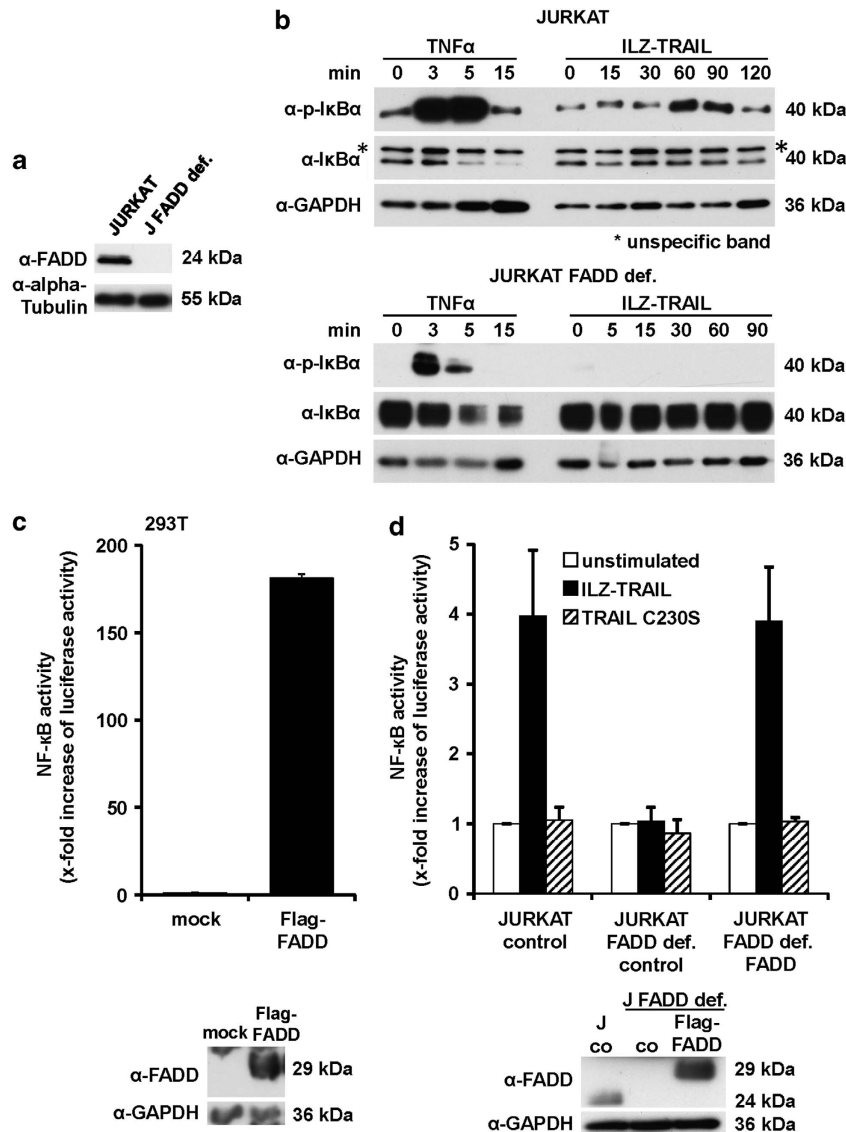 a
JURKAT
J FADD def.
α-FADD 24 kDa
α-alpha-
Tubulin 55 kDa
b
JURKAT
TNFα ILZ-TRAIL
min 0 3 5 15 0 15 30 60 90 120
α-p-IκBα 40 kDa
* *
α-IκBα 40 kDa
α-GAPDH 36 kDa
* unspecific band
JURKAT FADD def.
TNFα ILZ-TRAIL
min 0 3 5 15 0 5 15 30 60 90
α-p-IκBα 40 kDa
α-IκBα 40 kDa
α-GAPDH 36 kDa
c
293T
NF-κB activity
(x-fold increase of luciferase activity)
200
150
100
50
0
mock Flag-
FADD
mock Flag-
FADD
α-FADD 29 kDa
α-GAPDH 36 kDa
d
NF-κB activity
(x-fold increase of luciferase activity)
5
4
3
2
1
0
unstimulated
ILZ-TRAIL
TRAIL C230S
JURKAT
control
JURKAT
FADD def.
control
JURKAT
FADD def.
FADD
J FADD def.
J
co co Flag-
FADD
α-FADD 29 kDa
24 kDa
α-GAPDH 36 kDa